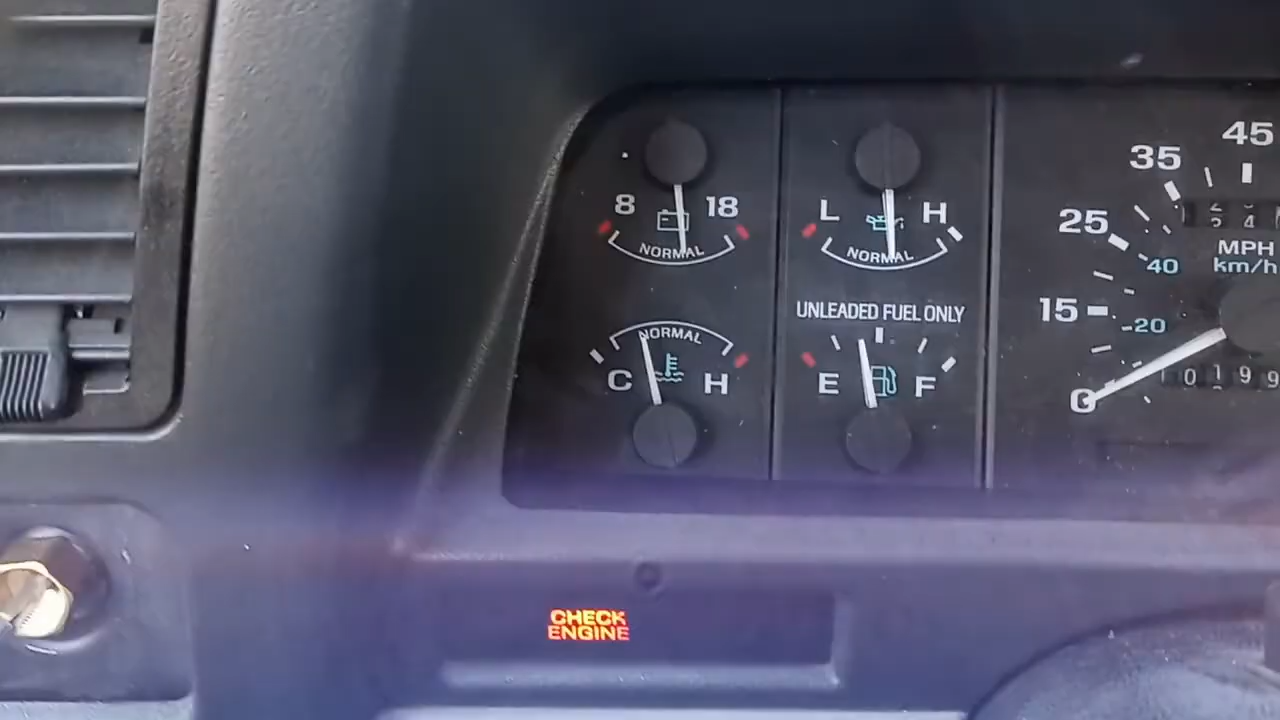 8 18
NORMAL
L H
NORMAL
NORMAL
C H
UNLEADED FUEL ONLY
E F
45
35
25
15
0
MPH
km/h
40
20
0199
CHECK
ENGINE